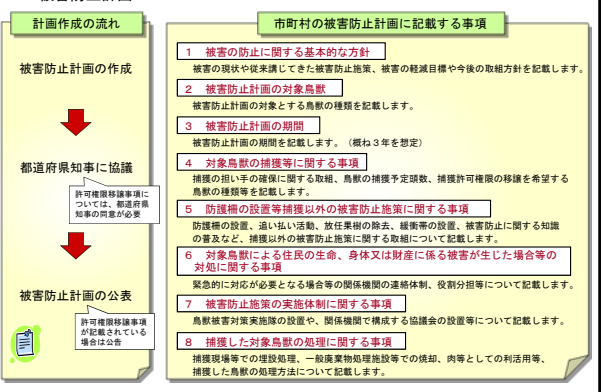 計画作成の流れ
被害防止計画の作成
都道府県知事に協議
許可権限移譲事項に
ついては、都道府県
知事の同意が必要
被害防止計画の公表
許可権限移譲事項
が記載されている
場合は公告
市町村の被害防止計画に記載する事項
1 被害の防止に関する基本的な方針
被害の現状や従来講じてきた被害防止施策、被害の軽減目標や今後の取組方針を記載します。
2 被害防止計画の対象鳥獣
被害防止計画の対象とする鳥獣の種類を記載します。
3 被害防止計画の期間
被害防止計画の期間を記載します。（概ね３年を想定）
4 対象鳥獣の捕獲等に関する事項
捕獲の担い手の確保に関する取組、鳥獣の捕獲予定頭数、捕獲許可権限の移譲を希望する
鳥獣の種類等を記載します。
5 防護柵の設置等捕獲以外の被害防止施策に関する事項
防護柵の設置、追い払い活動、放任果樹の除去、緩衝帯の設置、被害防止に関する知識
の普及など、捕獲以外の被害防止施策に関する取組について記載します。
6 対象鳥獣による住民の生命、身体又は財産に係る被害が生じた場合等の
対処に関する事項
緊急的に対応が必要となる場合等の関係機関の連絡体制、役割分担等について記載します。
7 被害防止施策の実施体制に関する事項
鳥獣被害対策実施隊の設置や、関係機関で構成する協議会の設置等について記載します。
8 捕獲した対象鳥獣の処理に関する事項
捕獲現場等での埋設処理、一般廃棄物処理施設等での焼却、肉等としての利活用等、
捕獲した鳥獣の処理方法について記載します。